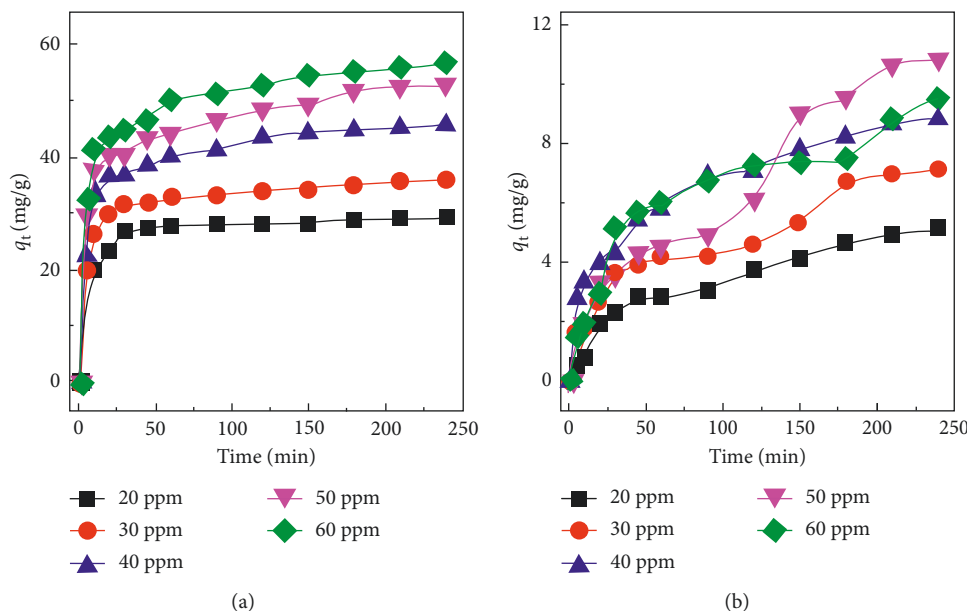 60
40
20
0
q_t (mg/g)
0 50 100 150 200 250
Time (min)
20 ppm
30 ppm
40 ppm
50 ppm
60 ppm
(a)
12
8
4
0
q_t (mg/g)
0 50 100 150 200 250
Time (min)
20 ppm
30 ppm
40 ppm
50 ppm
60 ppm
(b)